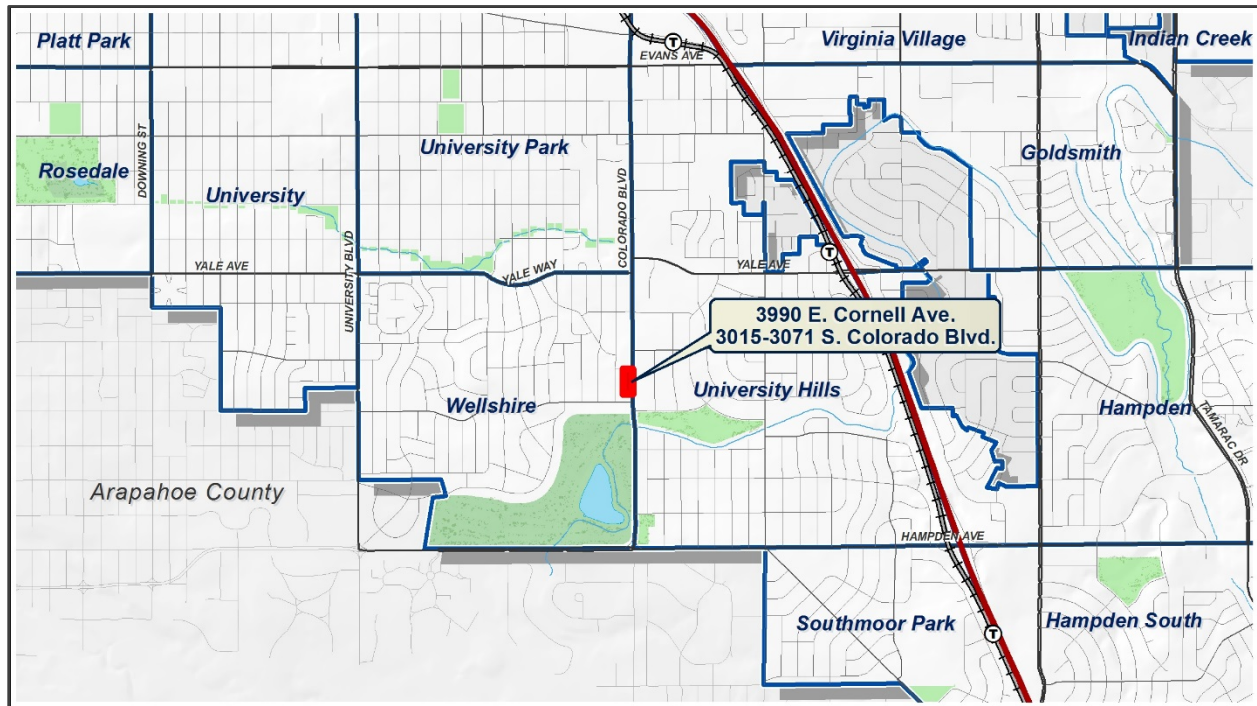 Platt Park
Virginia Village
Indian Creek
T
EVANS AVE
Rosedale
DOWNING ST
University
University Park
COLORADO BLVD
Goldsmith
UNIVERSITY BLVD
YALE AVE
YALE WAY
YALE AVE
T
3990 E. Cornell Ave.
3015-3071 S. Colorado Blvd.
Wellshire
University Hills
Hampden
TAMARAC DR
Arapahoe County
HAMPDEN AVE
Southmoor Park
T
Hampden South